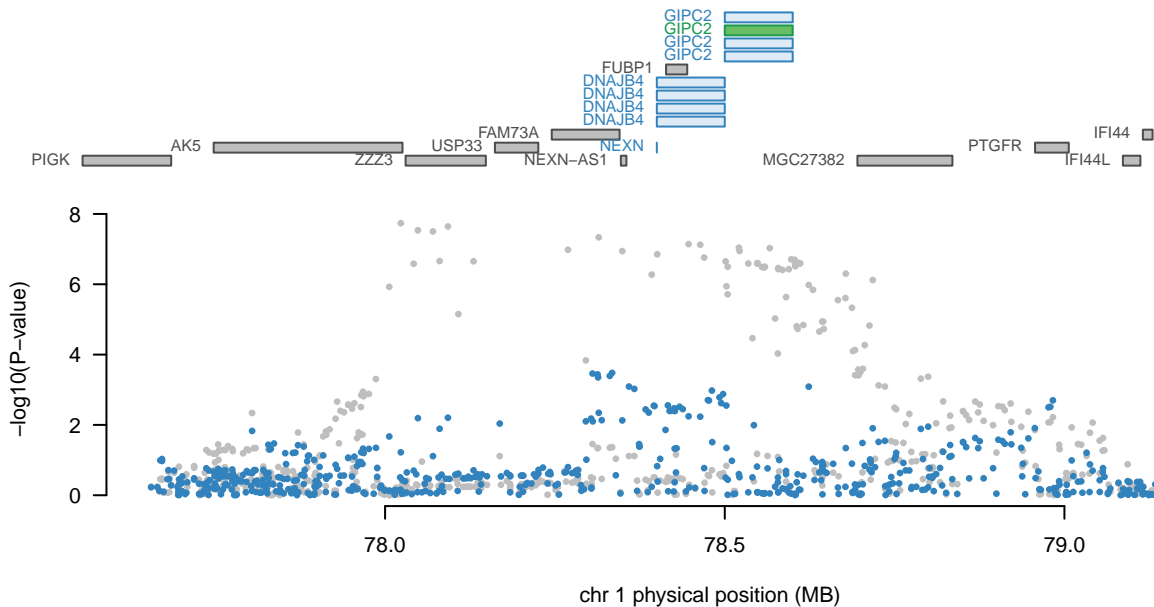 GIPC2
GIPC2
GIPC2
GIPC2
FUBP1
DNAJB4
DNAJB4
DNAJB4
DNAJB4
FAM73A IFI44
AK5 USP33 NEXN PTGFR
PIGK ZZZ3 NEXN−AS1 MGC27382 IFI44L
8
6
4
2
0
−log10(P−value)
78.0 78.5 79.0
chr 1 physical position (MB)